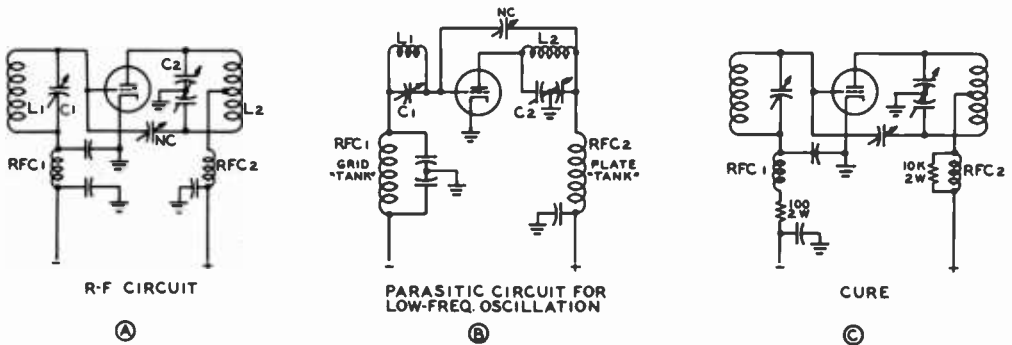 L1
C1
C2
L2
NC
RFC1
RFC2
-
+
R-F CIRCUIT
A
NC
L1
L2
C1
C2
RFC1
GRID
"TANK"
RFC2
PLATE
"TANK"
-
+
PARASITIC CIRCUIT FOR
LOW-FREQ. OSCILLATION
B
RFC1
100
2W
10K
2W
RFC2
-
+
CURE
C